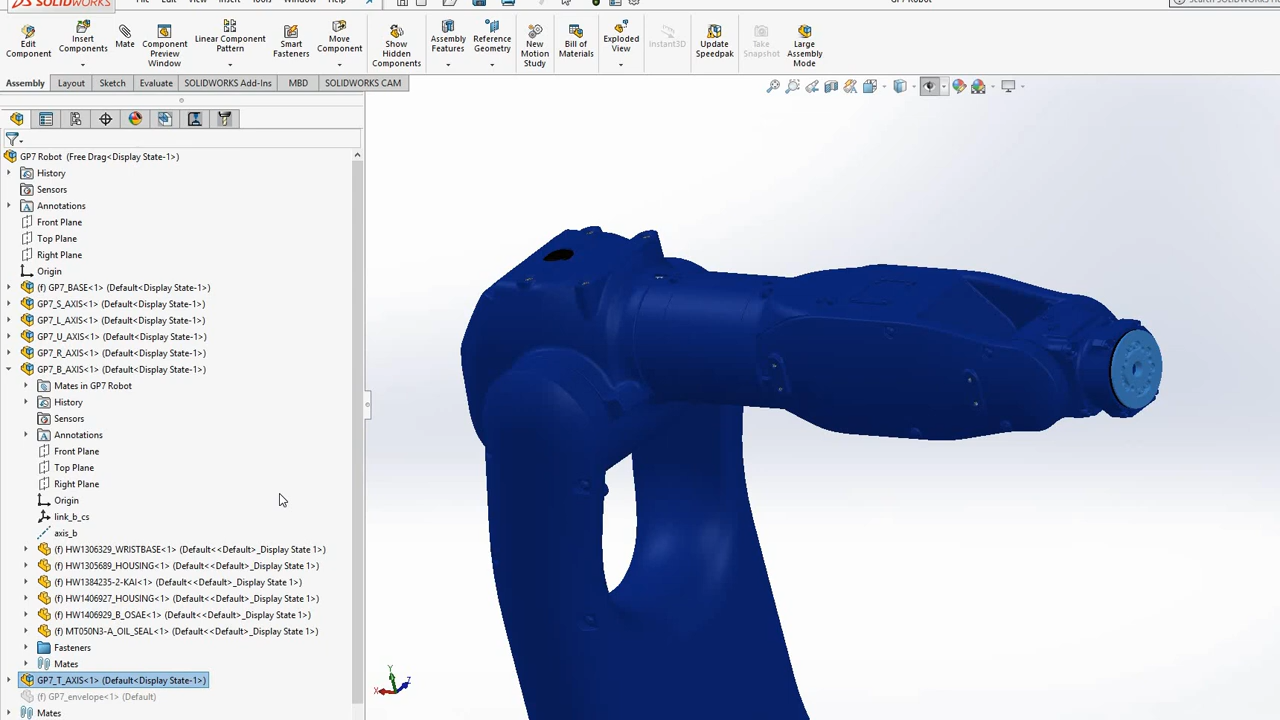 SOLIDWORKS
File Edit View Insert Tools Window Help
GP7 Robot
Edit Component
Insert Components
Mate
Component Preview Window
Linear Component Pattern
Smart Fasteners
Move Component
Show Hidden Components
Assembly Features
Reference Geometry
New Motion Study
Bill of Materials
Exploded View
Instant3D
Update Speedpak
Take Snapshot
Large Assembly Mode
Assembly Layout Sketch Evaluate SOLIDWORKS Add-Ins MBD SOLIDWORKS CAM
GP7 Robot (Free Drag<Display State-1>)
History
Sensors
Annotations
Front Plane
Top Plane
Right Plane
Origin
(f) GP7_BASE<1> (Default<Display State-1>)
GP7_S_AXIS<1> (Default<Display State-1>)
GP7_L_AXIS<1> (Default<Display State-1>)
GP7_U_AXIS<1> (Default<Display State-1>)
GP7_R_AXIS<1> (Default<Display State-1>)
GP7_B_AXIS<1> (Default<Display State-1>)
Mates in GP7 Robot
History
Sensors
Annotations
Front Plane
Top Plane
Right Plane
Origin
link_b_cs
axis_b
(f) HW1306329_WRISTBASE<1> (Default<<Default>_Display State 1>)
(f) HW1305689_HOUSING<1> (Default<<Default>_Display State 1>)
(f) HW1384235-2-KAI<1> (Default<<Default>_Display State 1>)
(f) HW1406927_HOUSING<1> (Default<<Default>_Display State 1>)
(f) HW1406929_B_OSAE<1> (Default<<Default>_Display State 1>)
(f) MT050N3-A_OIL_SEAL<1> (Default<<Default>_Display State 1>)
Fasteners
Mates
GP7_T_AXIS<1> (Default<Display State-1>)
(f) GP7_envelope<1> (Default)
Mates
Y
X
Z